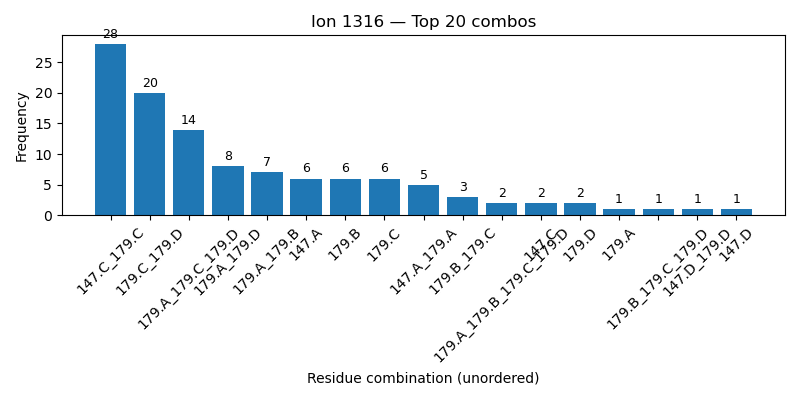 Ion 1316 — Top 20 combos
Frequency
25
20
15
10
5
0
28
20
14
8
7
6
6
6
5
3
2
2
2
1
1
1
1
147.C_179.C
179.C_179.D
179.A_179.C_179.D
179.A_179.D
179.A_179.B
147.A
179.B
179.C
147.A_179.A
179.B_179.C
179.A_179.B_179.C_179.D
147.C
179.D
179.A
179.B_179.C_179.D
147.D_179.D
147.D
Residue combination (unordered)